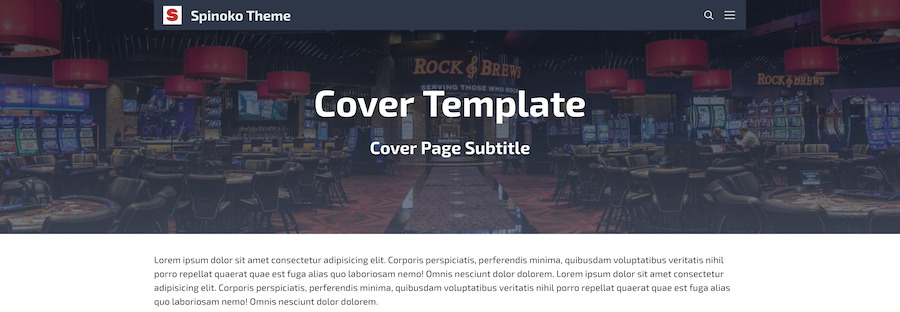 S Spinoko Theme
ROCK & BREWS
SERVING THOSE WHO ROCK
ROCK & BREWS
Cover Template
Cover Page Subtitle
Lorem ipsum dolor sit amet consectetur adipisicing elit. Corporis perspiciatis, perferendis minima, quibusdam voluptatibus veritatis nihil
porro repellat quaerat quae est fuga alias quo laboriosam nemo! Omnis nesciunt dolor dolorem. Lorem ipsum dolor sit amet consectetur
adipisicing elit. Corporis perspiciatis, perferendis minima, quibusdam voluptatibus veritatis nihil porro repellat quaerat quae est fuga alias
quo laboriosam nemo! Omnis nesciunt dolor dolorem.